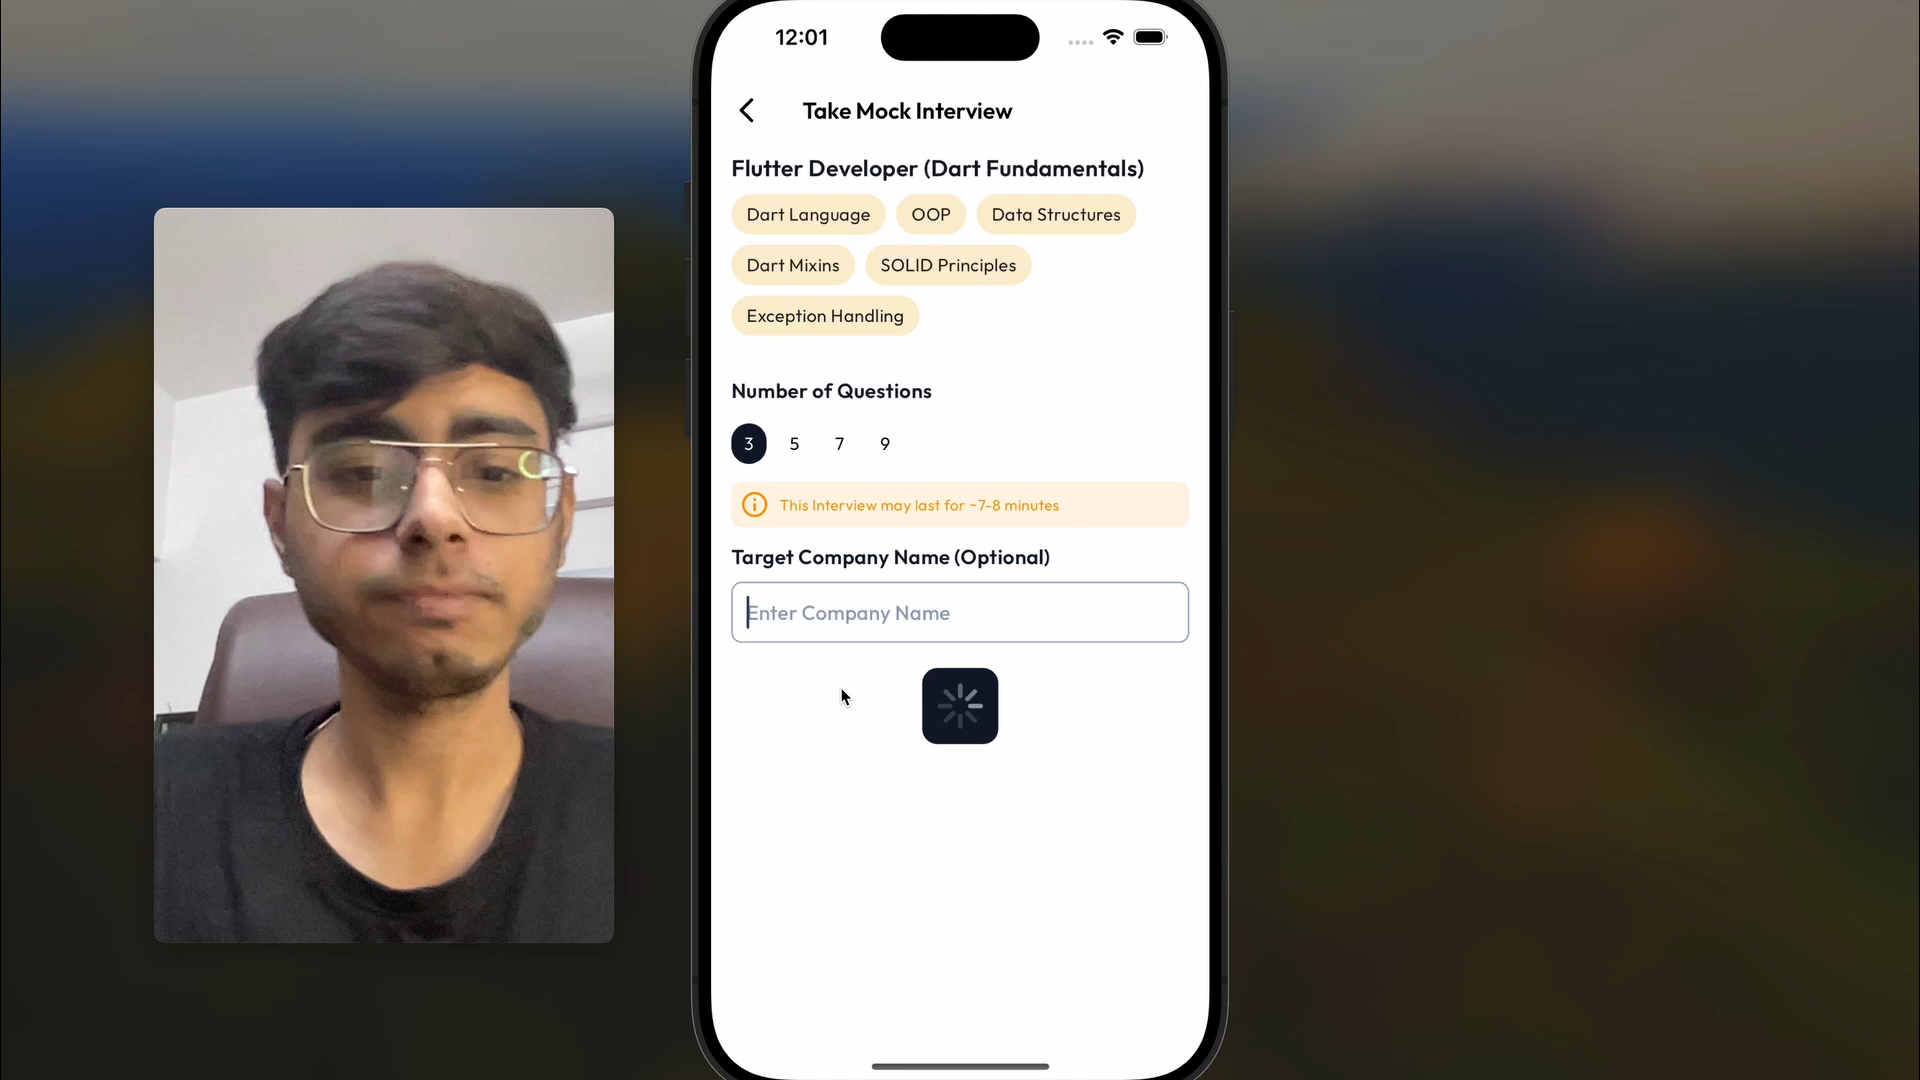 12:01
Take Mock Interview
Flutter Developer (Dart Fundamentals)
Dart Language OOP Data Structures
Dart Mixins SOLID Principles
Exception Handling
Number of Questions
3 5 7 9
This Interview may last for ~7-8 minutes
Target Company Name (Optional)
Enter Company Name